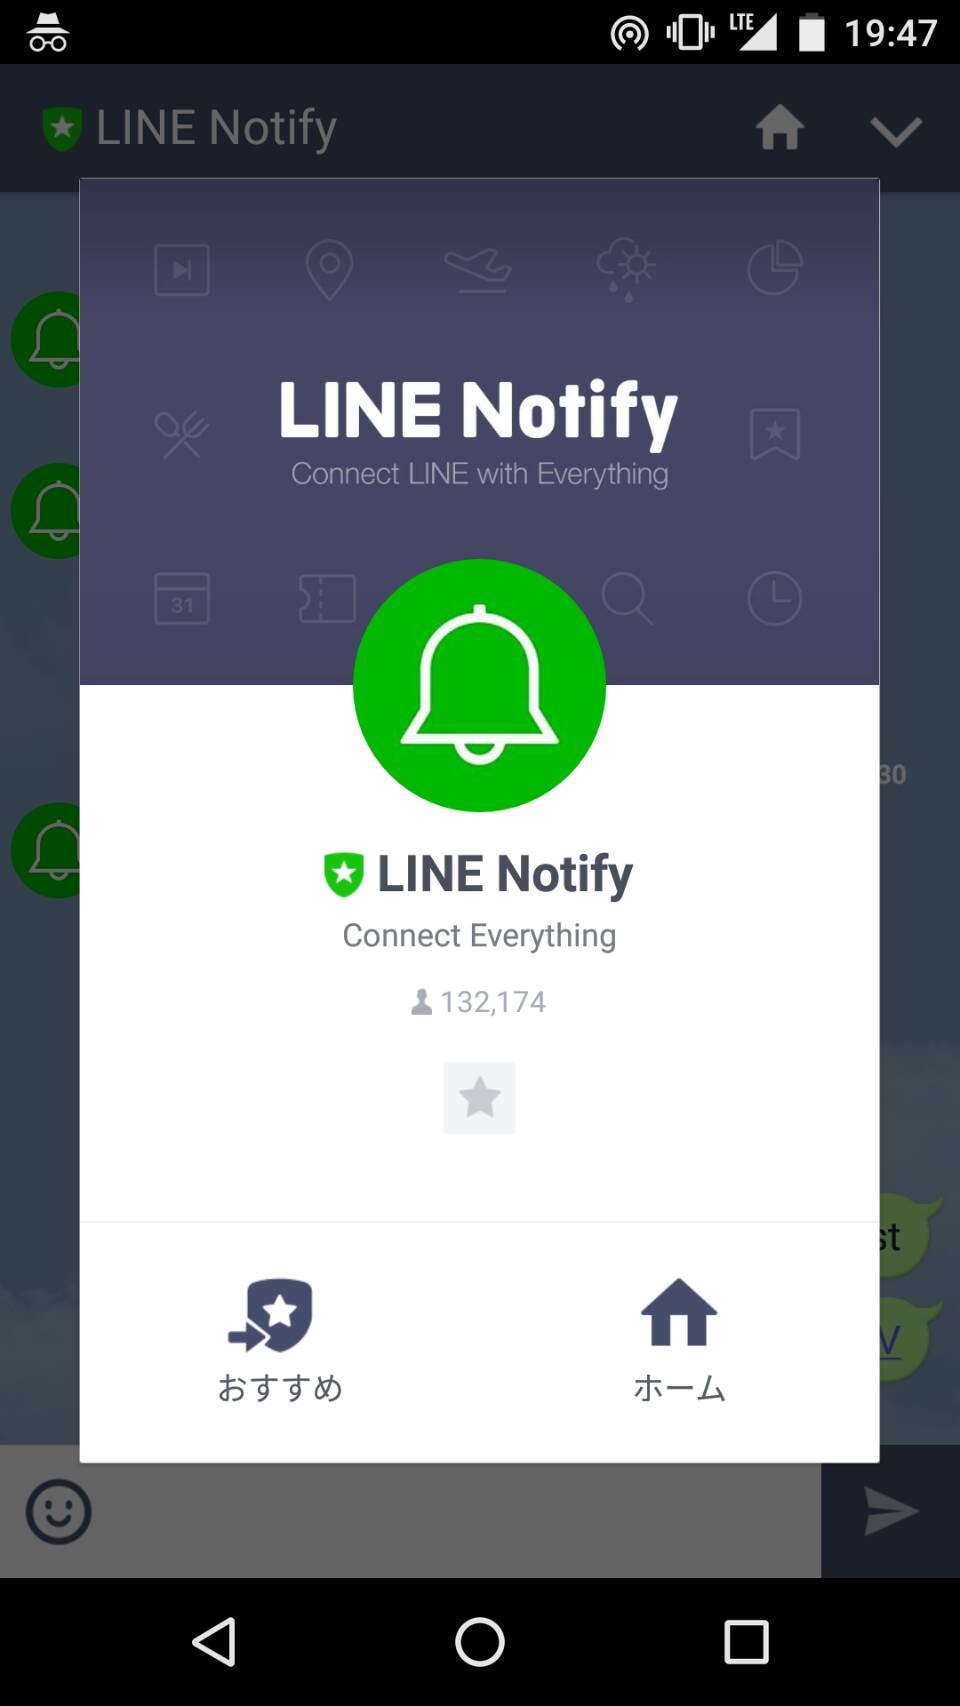 LTE 19:47
LINE Notify
LINE Notify
Connect LINE with Everything
31
30
LINE Notify
Connect Everything
132,174
st
V
おすすめ
ホーム